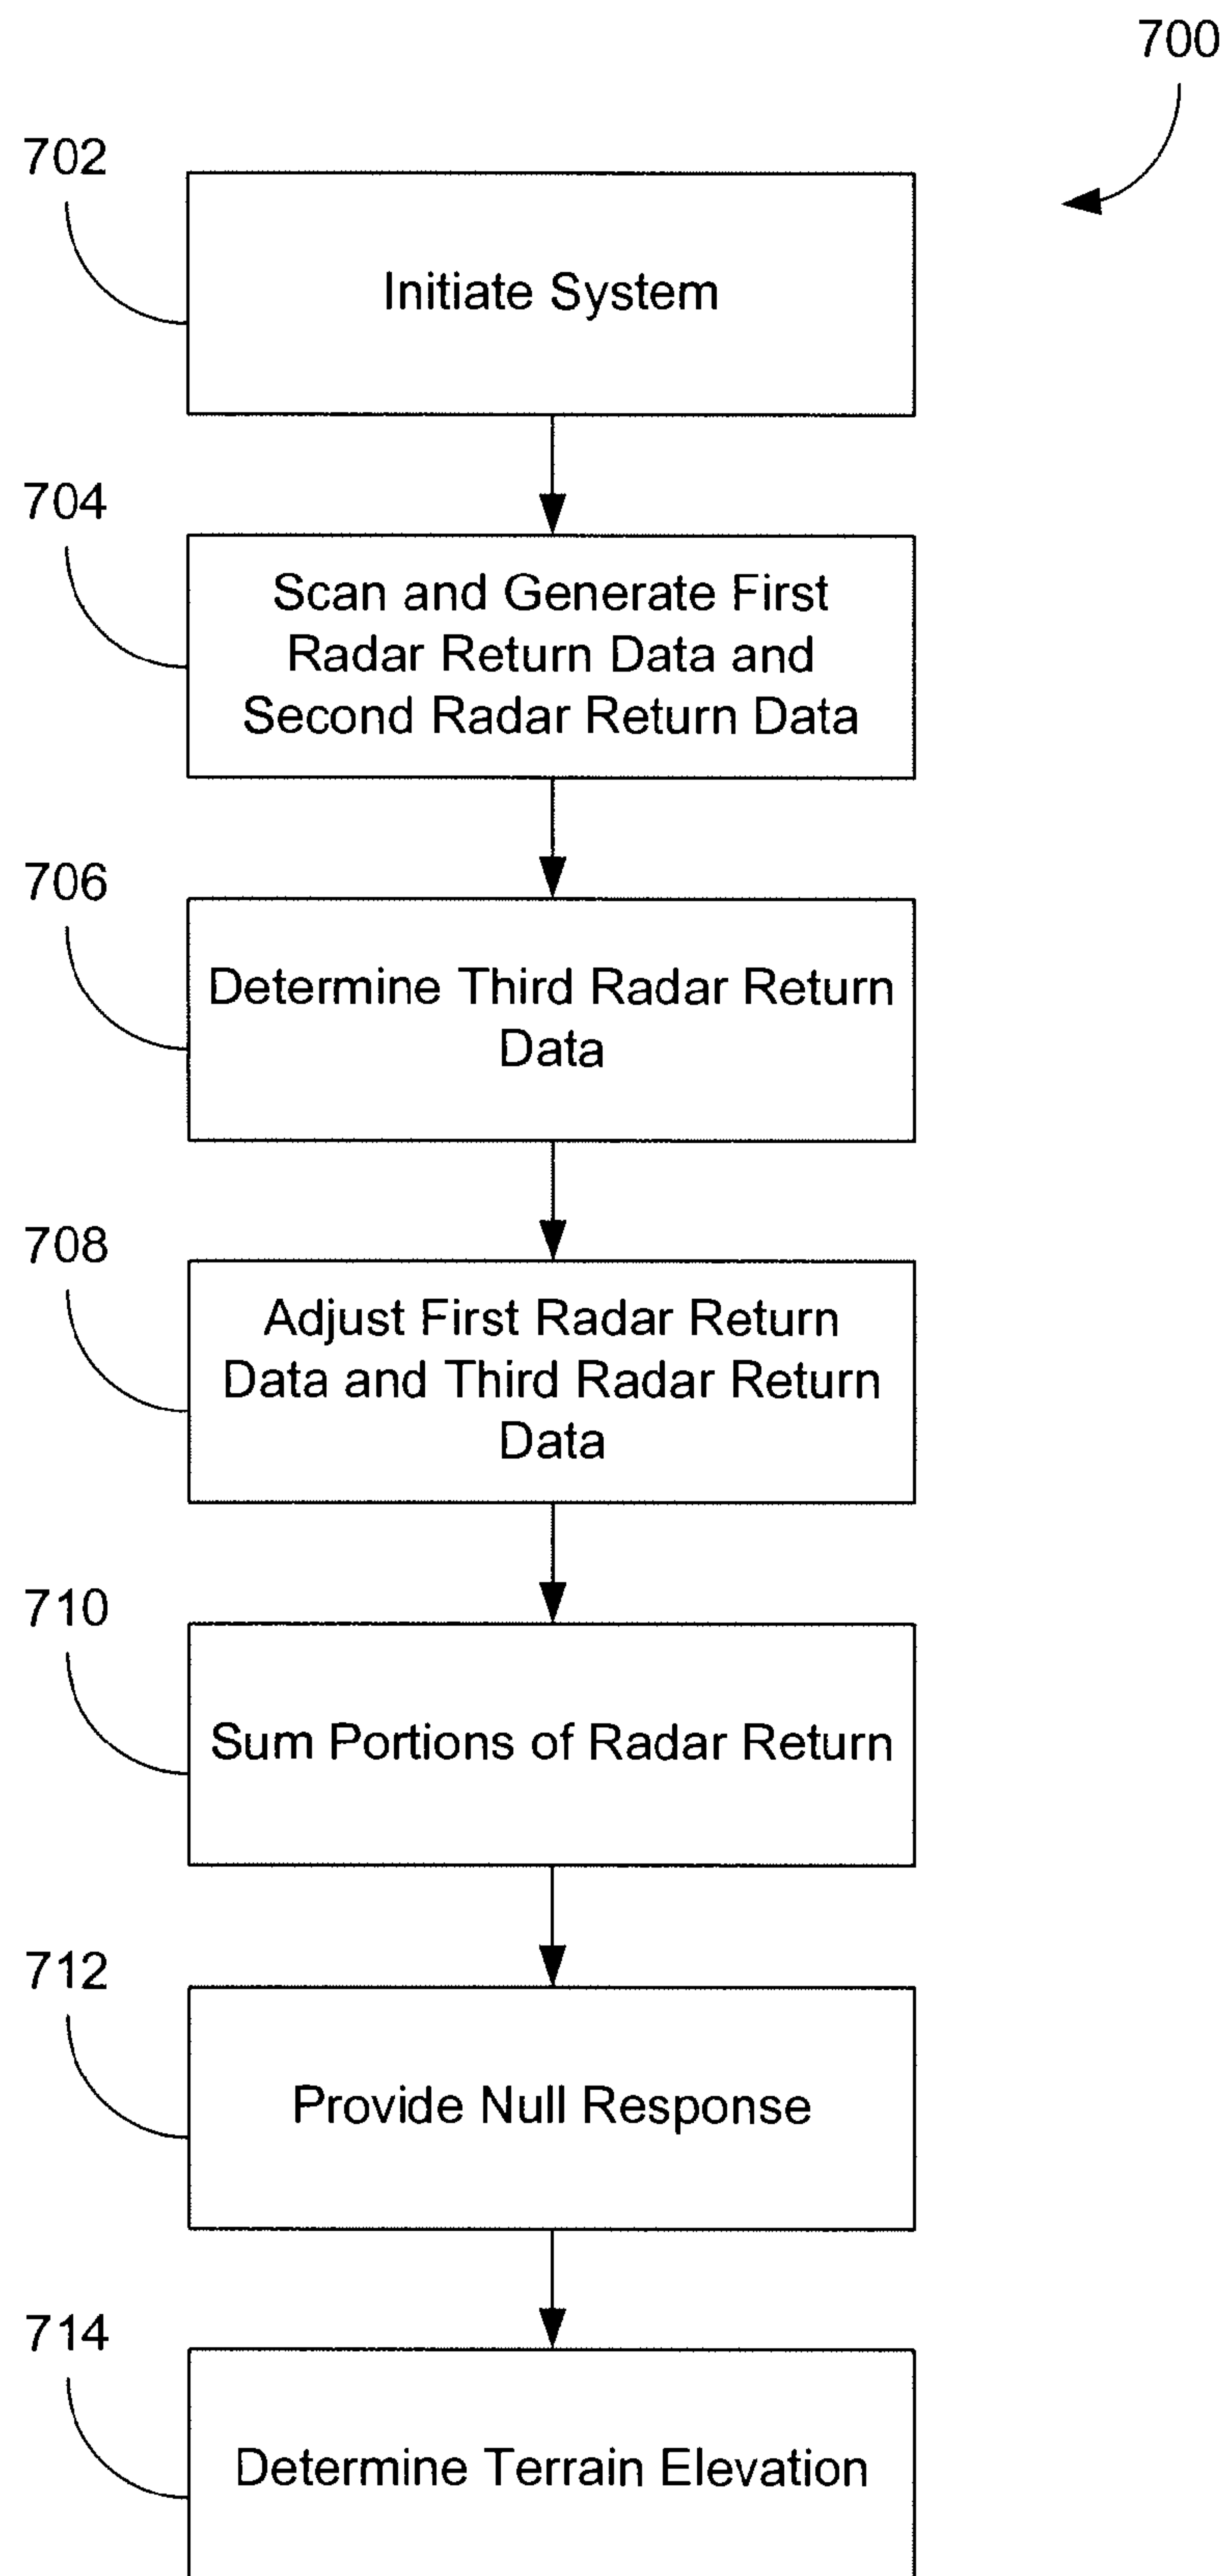 700
702
Initiate System
704
Scan and Generate First
Radar Return Data and
Second Radar Return Data
706
Determine Third Radar Return
Data
708
Adjust First Radar Return
Data and Third Radar Return
Data
710
Sum Portions of Radar Return
712
Provide Null Response
714
Determine Terrain Elevation